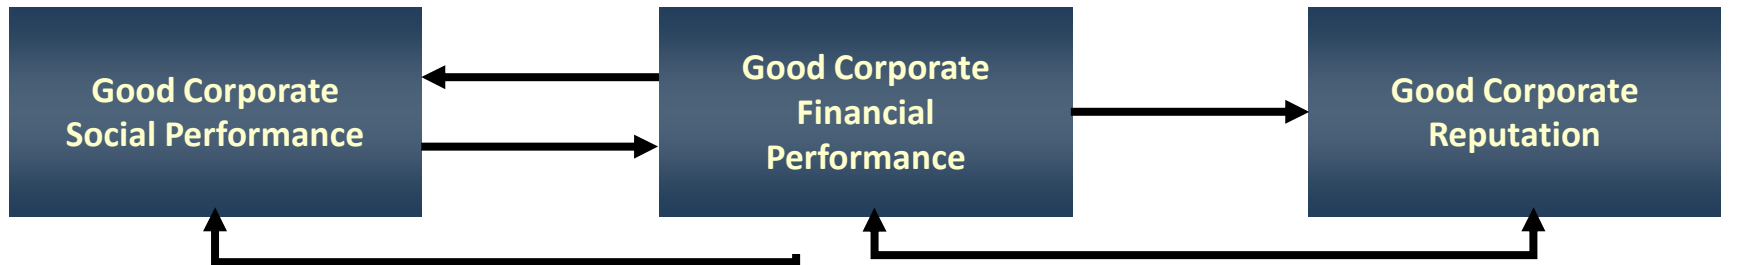 Good Corporate
Social Performance
Good Corporate
Financial
Performance
Good Corporate
Reputation